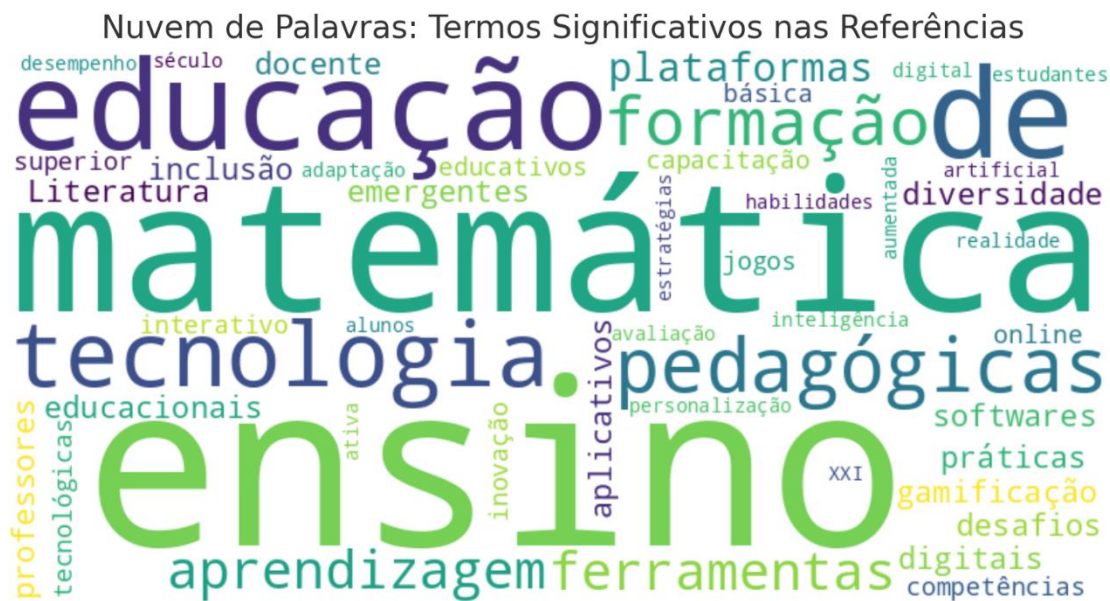 Nuvem de Palavras: Termos Significativos nas Referências
desempenho
século
docente
plataformas
digital
estudantes
educação
básica
formação
de
superior
inclusão
adaptação
educativos
capacitação
artificial
Literatura
emergentes
estratégias
habilidades
aumentada
diversidade
matemática
jogos
realidade
interativo
alunos
aplicativos
avaliação
inteligência
online
tecnologia
pedagógicas
professores
educacionais
tecnológicas
ativa
inovação
personalização
softwares
ensino
XXI
práticas
gamificação
desafios
aprendizagem
ferramentas
digitais
competências